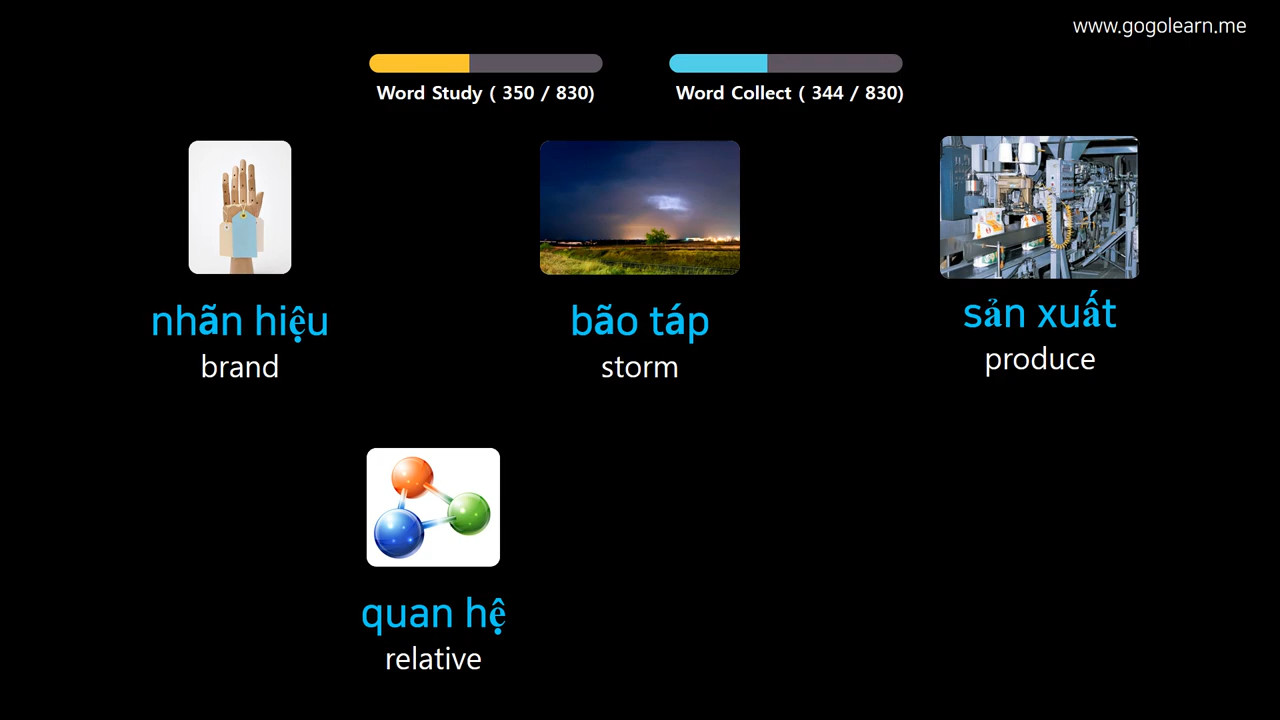 www.gogolearn.me
Word Study ( 350 / 830)
Word Collect ( 344 / 830)
nhãn hiệu
brand
bão táp
storm
sản xuất
produce
quan hệ
relative